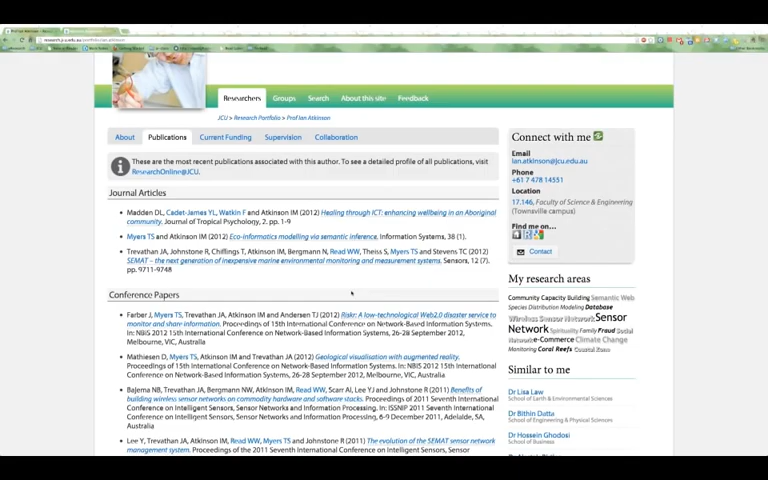 Researchers Groups Search About this site Feedback
JCU > Research Portfolio > Prof Ian Atkinson
About Publications Current Funding Supervision Collaboration
These are the most recent publications associated with this author. To see a detailed profile of all publications, visit
ResearchOnline@JCU.
Journal Articles
Madden DL, Cadet-James YL, Watkin F and Atkinson IM (2012) Healing through ICT: enhancing wellbeing in an Aboriginal
community. Journal of Tropical Psychology, 2. pp. 1-9
Myers TS and Atkinson IM (2012) Eco-informatics modelling via semantic inference. Information Systems, 38 (1).
Trevathan JA, Johnstone R, Chiffings T, Atkinson IM, Bergmann N, Read WW, Theiss S, Myers TS and Stevens TC (2012)
SEMAT – the next generation of inexpensive marine environmental monitoring and measurement systems. Sensors, 12 (7).
pp. 9711-9748
Conference Papers
Farber J, Myers TS, Trevathan JA, Atkinson IM and Andersen TJ (2012) Riskr: A low-technological Web2.0 disaster service to
monitor and share information. Proceedings of 15th International Conference on Network-Based Information Systems.
In: NBIS 2012 15th International Conference on Network-Based Information Systems, 26-28 September 2012,
Melbourne, VIC, Australia
Mathiesen D, Myers TS, Atkinson IM and Trevathan JA (2012) Geological visualisation with augmented reality.
Proceedings of 15th International Conference on Network-Based Information Systems. In: NBIS 2012 15th International
Conference on Network-Based Information Systems, 26-28 September 2012, Melbourne, VIC, Australia
Bajema NB, Trevathan JA, Bergmann NW, Atkinson IM, Read WW, Scarr AJ, Lee YJ and Johnstone R (2011) Benefits of
building wireless sensor networks on commodity hardware and software stacks. Proceedings of 2011 Seventh International
Conference on Intelligent Sensors, Sensor Networks and Information Processing. In: ISSNIP 2011 Seventh International
Conference on Intelligent Sensors, Sensor Networks and Information Processing, 6-9 December 2011, Adelaide, SA,
Australia
Lee Y, Trevathan JA, Atkinson IM, Read WW, Myers TS and Johnstone R (2011) The evolution of the SEMAT sensor network
management system. Proceedings of the 2011 Seventh International Conference on Intelligent Sensors, Sensor
Connect with me
Email
Ian.atkinson@jcu.edu.au
Phone
+61 7 478 14551
Location
17.146, Faculty of Science & Engineering
(Townsville campus)
Find me on...
Contact
My research areas
Community Capacity Building Semantic Web
Species Distribution Modeling Database
Wireless Sensor Network Sensor
Network Spirituality Family Fraud Social
Network e-Commerce Climate Change
Monitoring Coral Reefs Coastal Zones
Similar to me
Dr Lisa Law
School of Earth & Environmental Sciences
Dr Bithin Datta
School of Engineering & Physical Sciences
Dr Hossein Ghodosi
School of Business